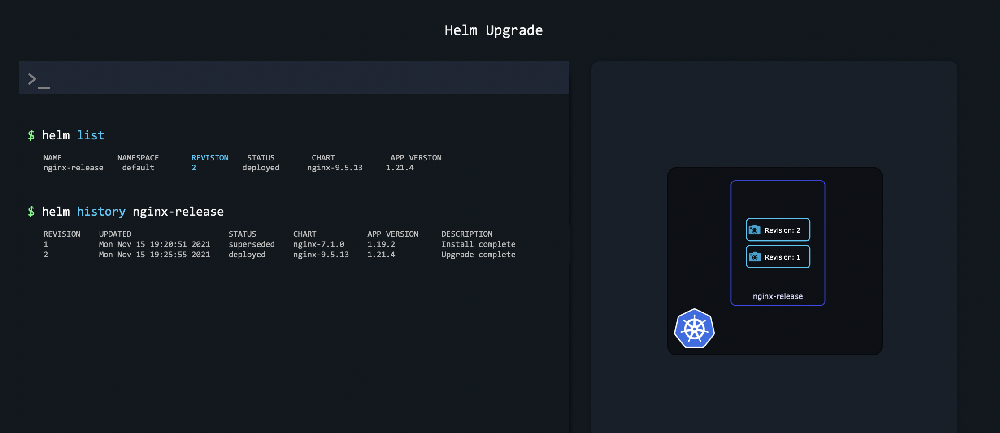 Helm Upgrade
>_
$ helm list
NAME NAMESPACE REVISION STATUS CHART APP VERSION
nginx-release default 2 deployed nginx-9.5.13 1.21.4
$ helm history nginx-release
REVISION UPDATED STATUS CHART APP VERSION DESCRIPTION
1 Mon Nov 15 19:20:51 2021 superseded nginx-7.1.0 1.19.2 Install complete
2 Mon Nov 15 19:25:55 2021 deployed nginx-9.5.13 1.21.4 Upgrade complete
Revision: 2
Revision: 1
nginx-release